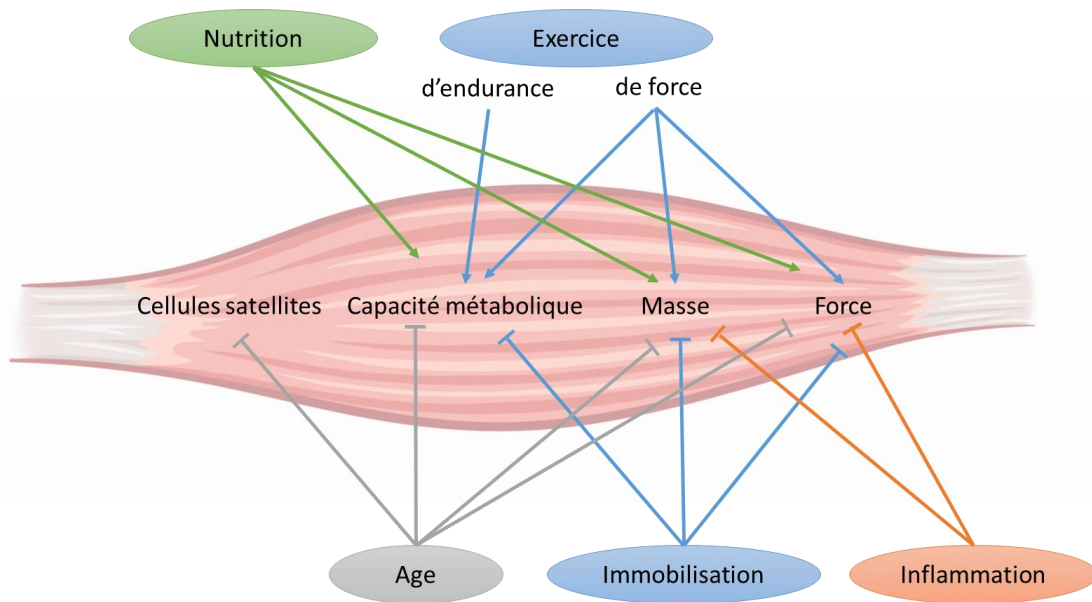 Nutrition
Exercice
d'endurance
de force
Cellules satellites
Capacité métabolique
Masse
Force
Age
Immobilisation
Inflammation